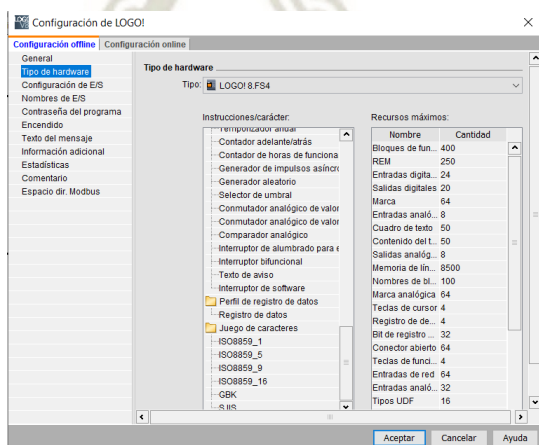 Configuración de LOGO!
Configuración offline
Configuración online
General
Tipo de hardware
Configuración de E/S
Nombres de E/S
Contraseña del programa
Encendido
Texto del mensaje
Información adicional
Estadísticas
Comentario
Espacio dir. Modbus
Tipo de hardware
Tipo: LOGO! 8.FS4
Instrucciones/carácter:
Temporizador anual
Contador adelante/atrás
Contador de horas de funciona
Generador de impulsos asíncro
Generador aleatorio
Selector de umbral
Conmutador analógico de valor
Conmutador analógico de valor
Comparador analógico
Interruptor de alumbrado para e
Interruptor bifuncional
Texto de aviso
Interruptor de software
Perfil de registro de datos
Registro de datos
Juego de caracteres
ISO8859_1
ISO8859_5
ISO8859_9
ISO8859_16
GBK
SJIS
Recursos máximos:
Nombre Cantidad
Bloques de fun... 400
REM 250
Entradas digita... 24
Salidas digitales 20
Marca 64
Entradas analó... 8
Cuadro de texto 50
Contenido del t... 50
Salidas analóg... 8
Memoria de lín... 8500
Nombres de bl... 100
Marca analógica 64
Teclas de cursor 4
Registro de de... 4
Bit de registro ... 32
Conector abierto 64
Teclas de funci... 4
Entradas de red 64
Entradas analó... 32
Tipos UDF 16
Aceptar Cancelar Ayuda